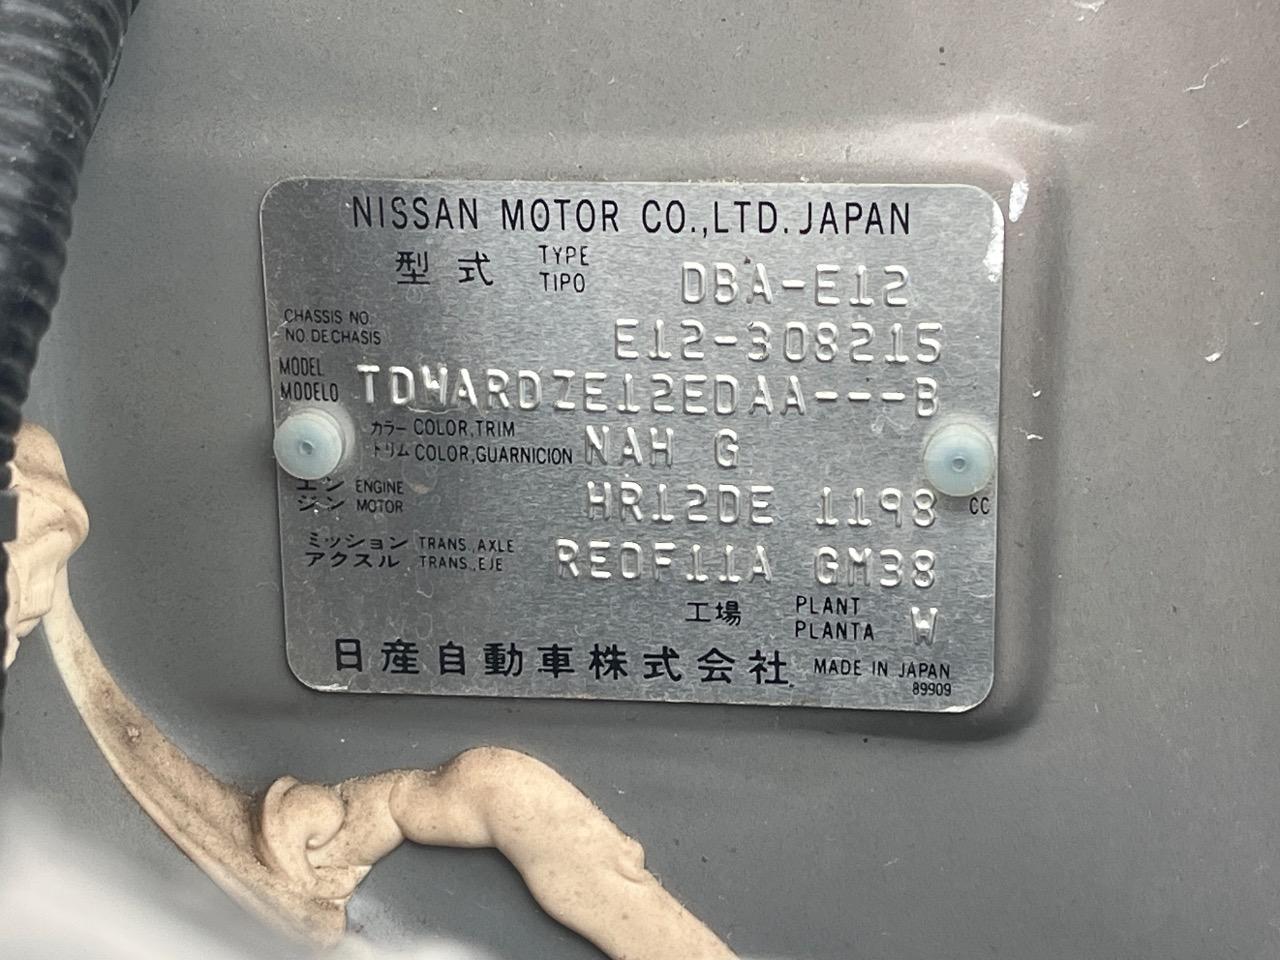 NISSAN MOTOR CO.,LTD. JAPAN
型式 TYPE TIPO DBA-E12
CHASSIS NO. NO. DE CHASIS E12-308215
MODEL MODELO TDWARDZE12EDAA---B
カラー COLOR,TRIM
トリム COLOR,GUARNICION NAH G
エン ENGINE
ジン MOTOR HR12DE 1198 CC
ミッション TRANS.,AXLE
アクスル TRANS.,EJE RE0F11A GM38
工場 PLANT PLANTA W
日産自動車株式会社 MADE IN JAPAN
89909